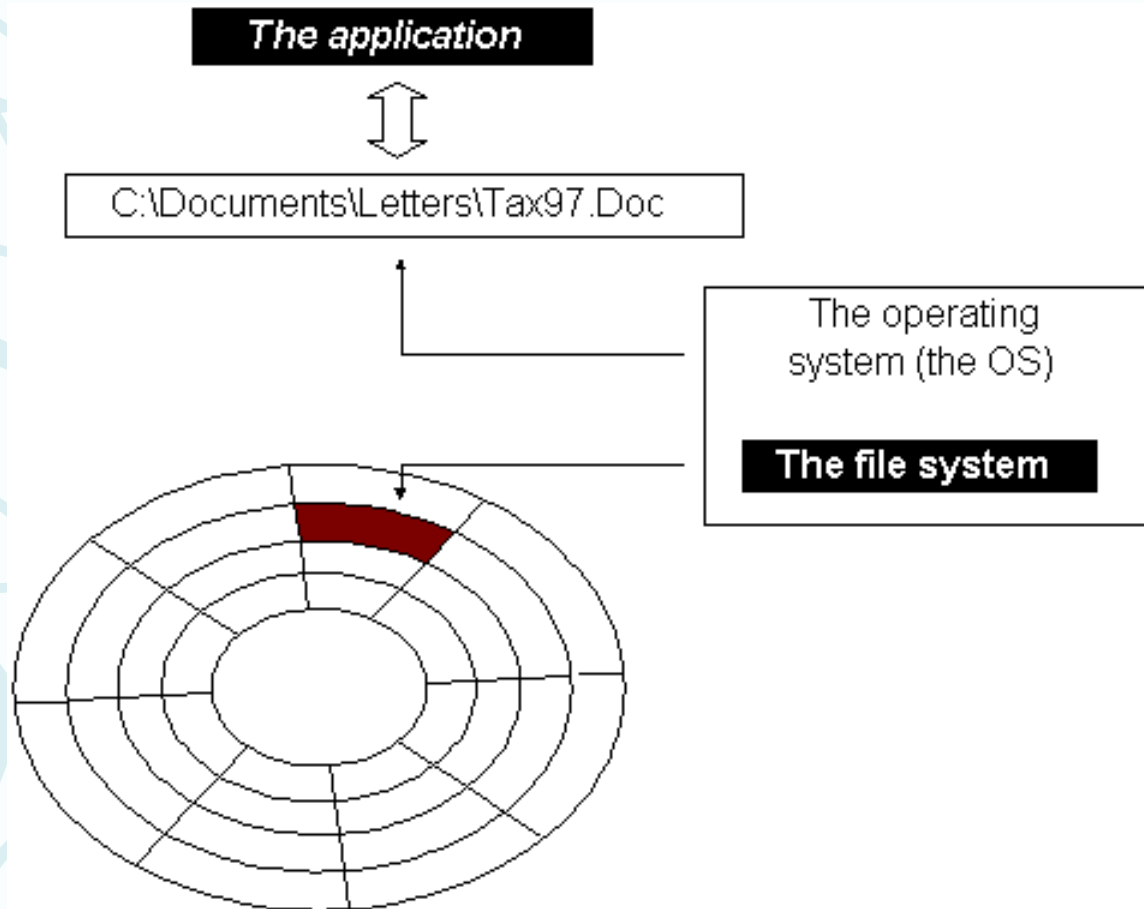 The application
C:\Documents\Letters\Tax97.Doc
The operating
system (the OS)
The file system